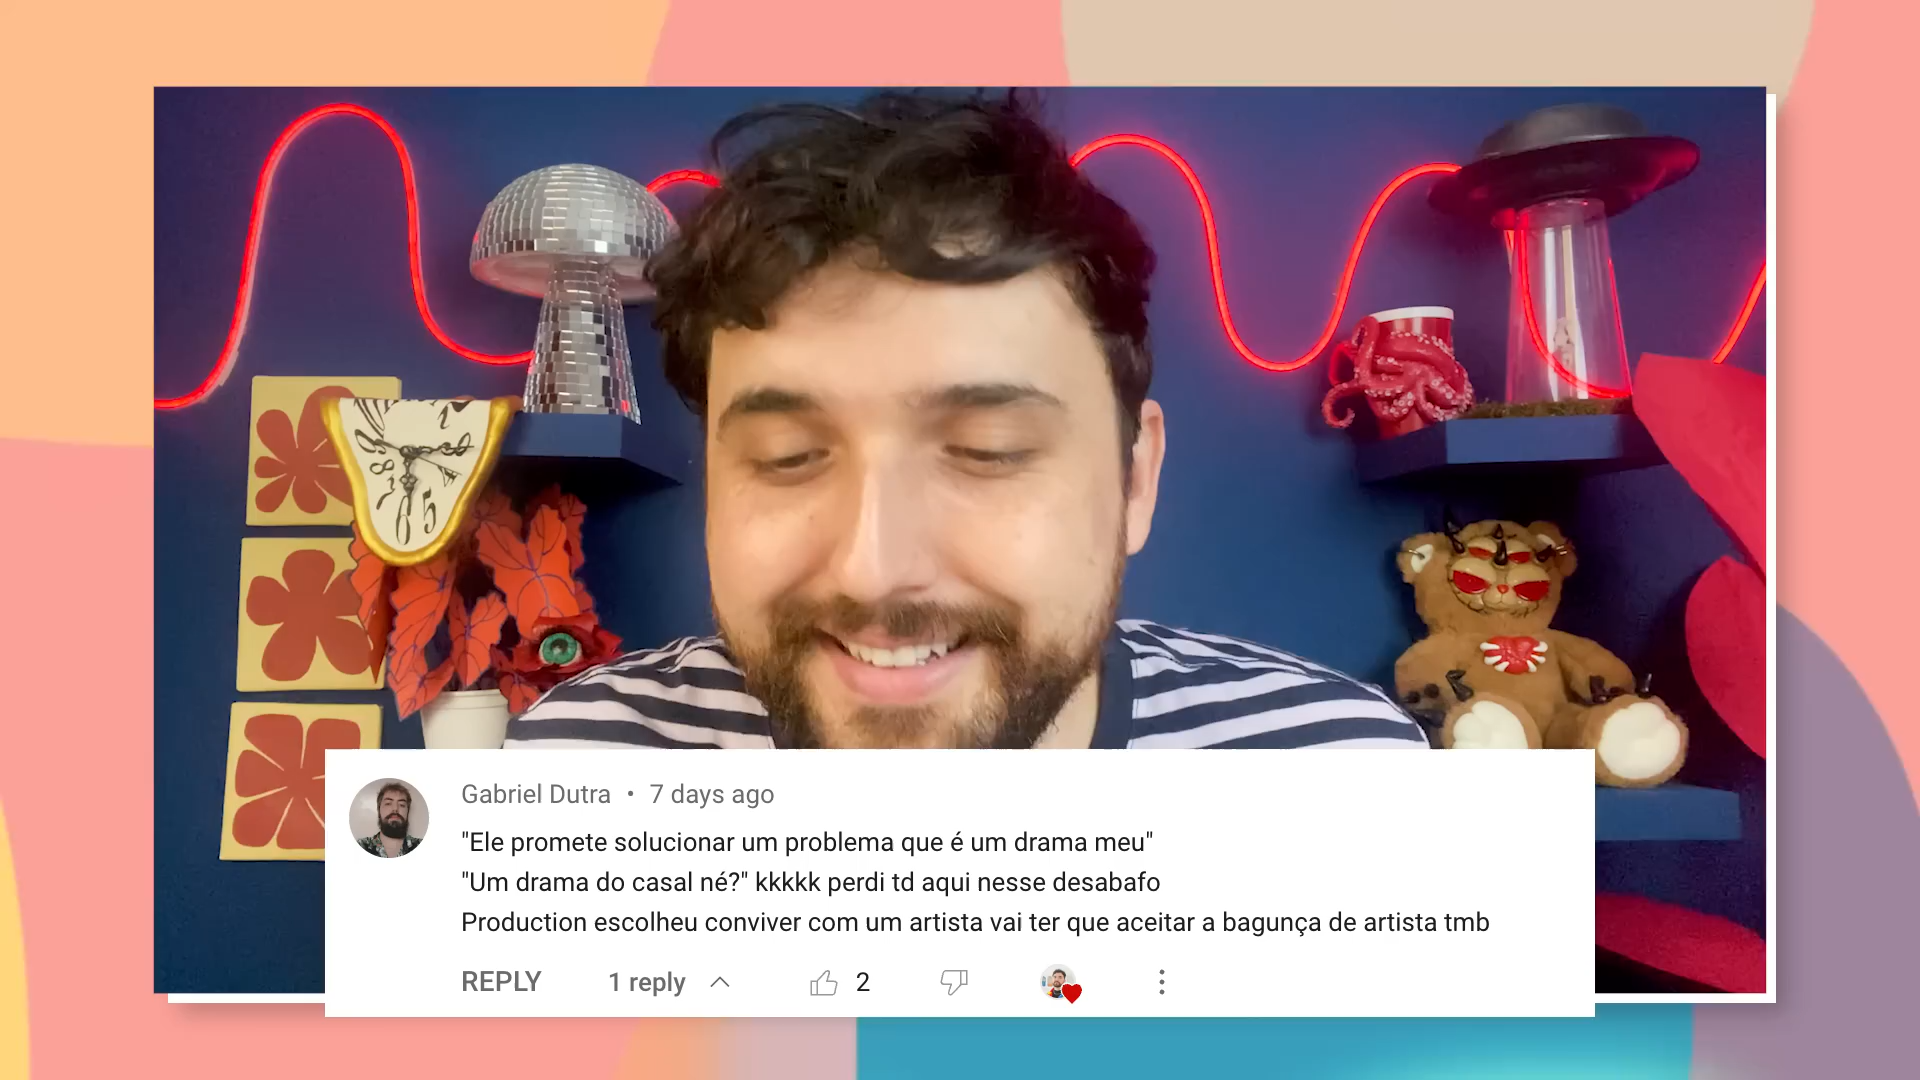 Gabriel Dutra • 7 days ago
"Ele promete solucionar um problema que é um drama meu"
"Um drama do casal né?" kkkkk perdi td aqui nesse desabafo
Production escolheu conviver com um artista vai ter que aceitar a bagunça de artista tmb
REPLY 1 reply 2